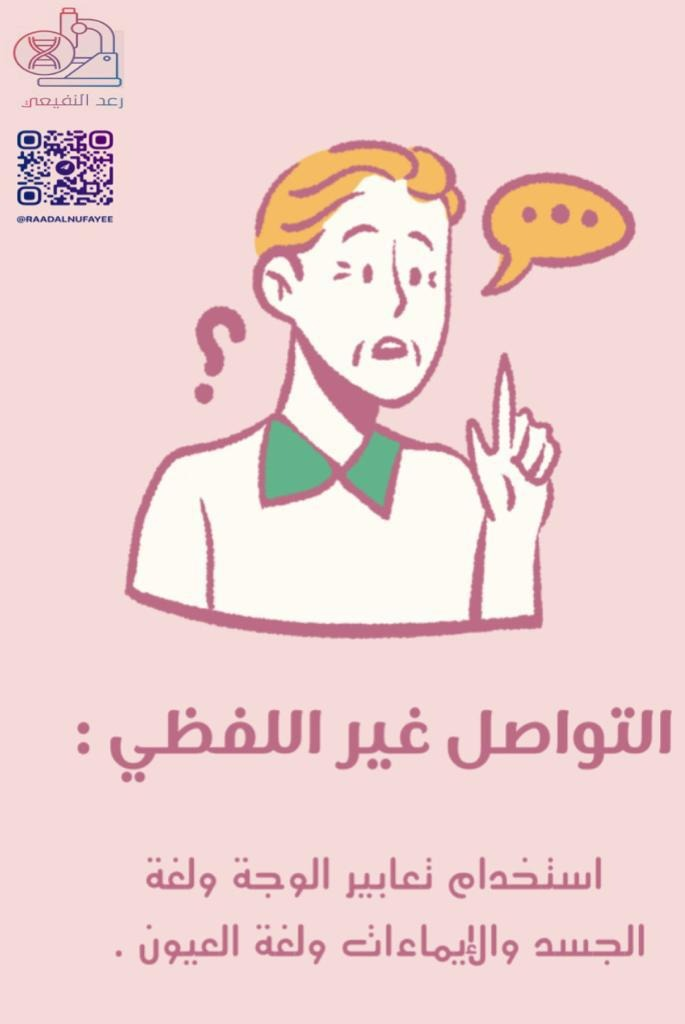 رعد النفيعي
@RAADALNUFAYEE
؟
التواصل غير اللفظي :
استخدام تعابير الوجة ولغة
الجسد والإيماءات ولغة العيون .